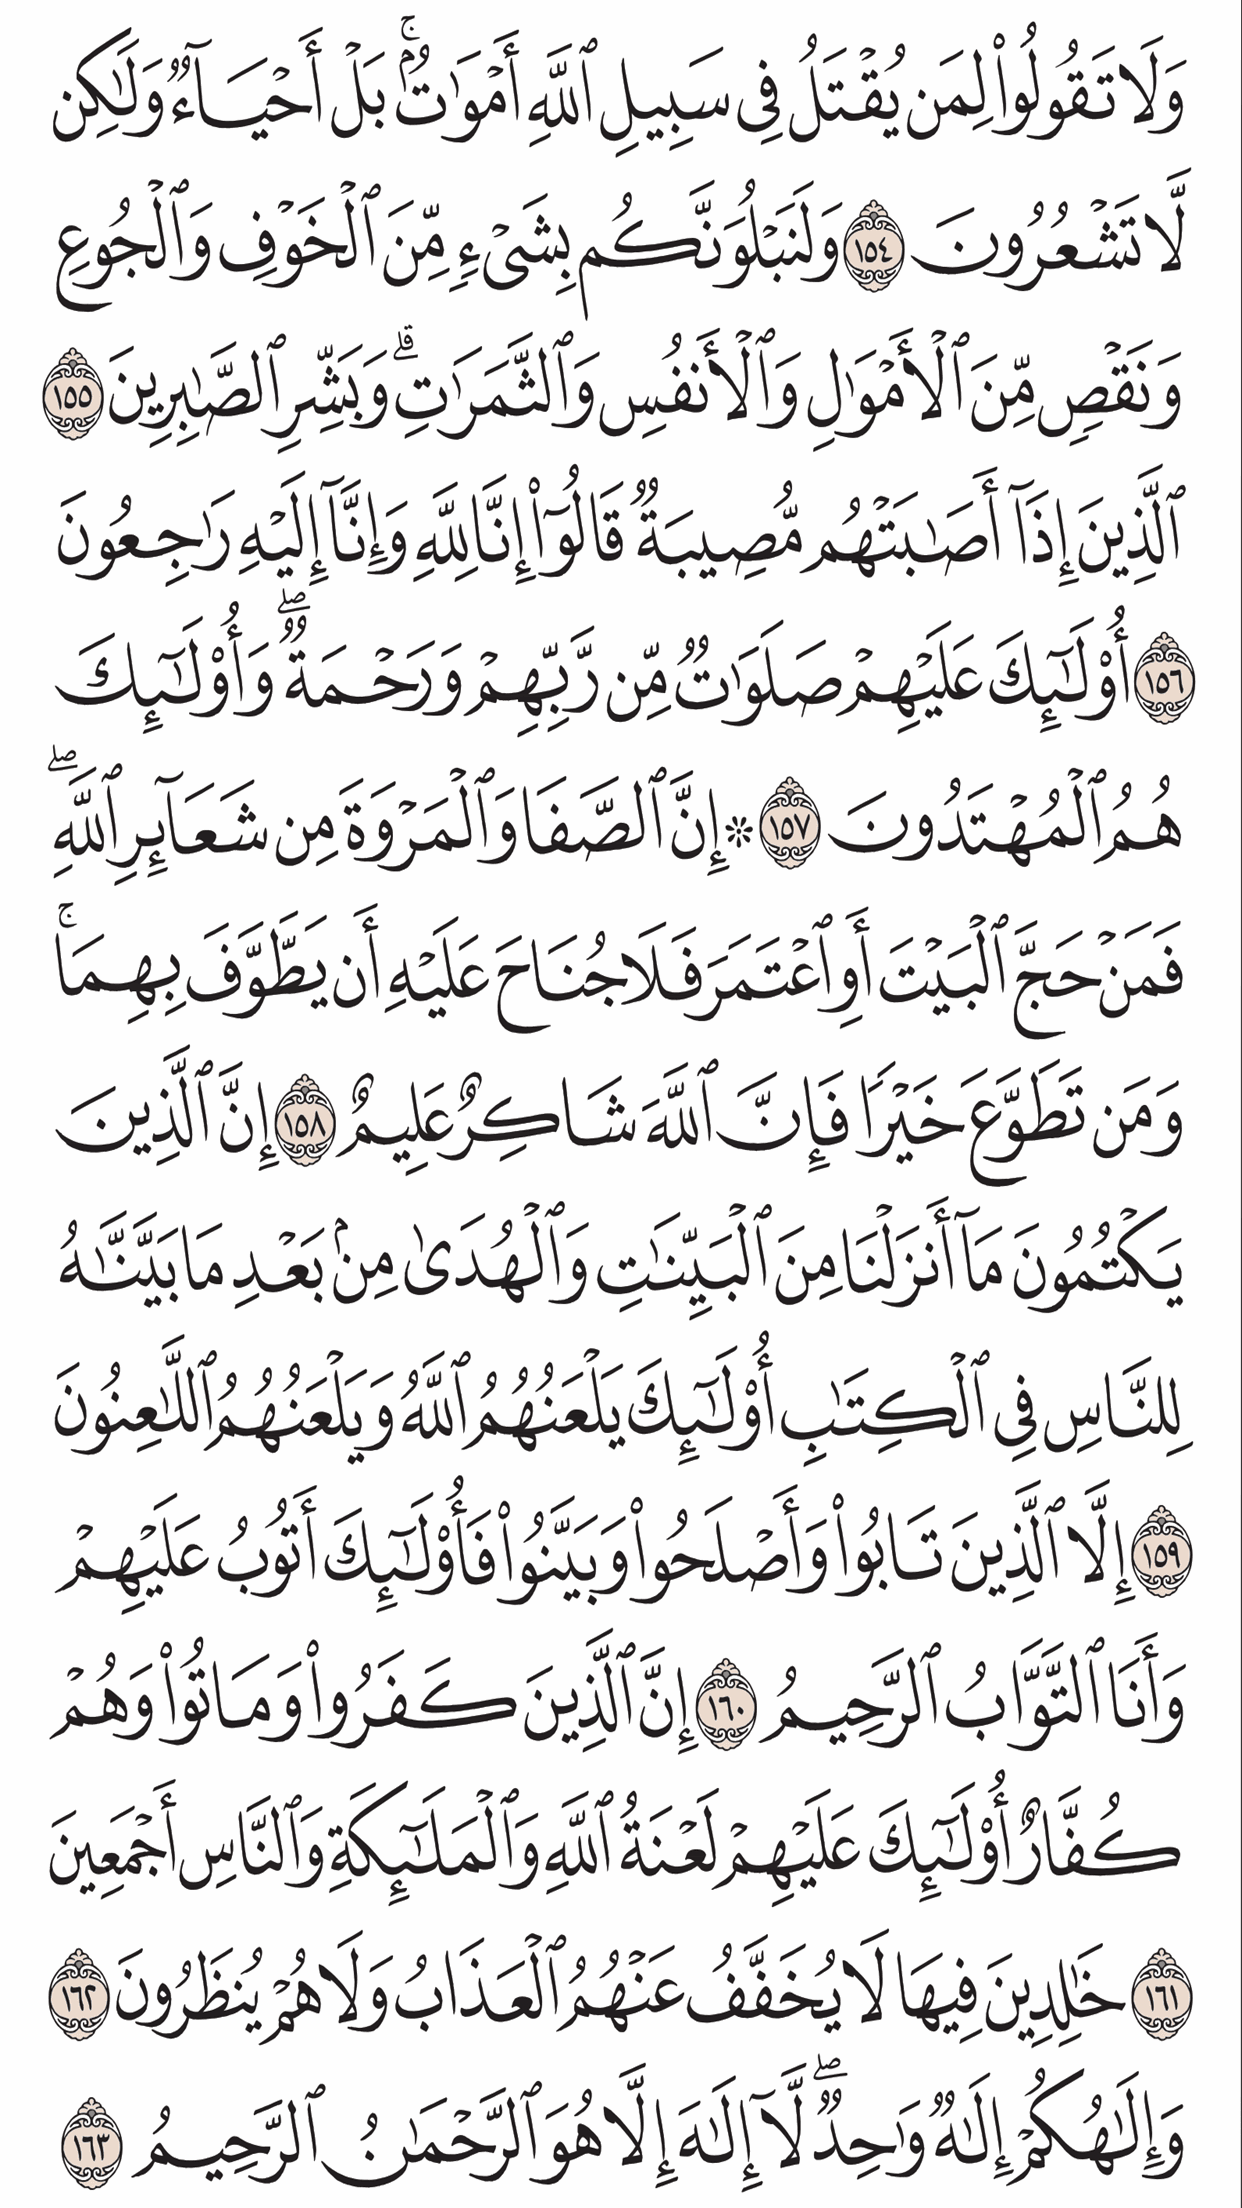 وَلَا تَقُولُوا۟ لِمَن يُقْتَلُ فِى سَبِيلِ ٱللَّهِ أَمْوَٰتٌۢ ۚ بَلْ أَحْيَآءٌ وَلَـٰكِن
لَّا تَشْعُرُونَ ١٥٤ وَلَنَبْلُوَنَّكُم بِشَىْءٍ مِّنَ ٱلْخَوْفِ وَٱلْجُوعِ
وَنَقْصٍ مِّنَ ٱلْأَمْوَٰلِ وَٱلْأَنفُسِ وَٱلثَّمَرَٰتِ ۗ وَبَشِّرِ ٱلصَّـٰبِرِينَ ١٥٥
ٱلَّذِينَ إِذَآ أَصَـٰبَتْهُم مُّصِيبَةٌ قَالُوٓا۟ إِنَّا لِلَّهِ وَإِنَّآ إِلَيْهِ رَٰجِعُونَ
١٥٦ أُو۟لَـٰٓئِكَ عَلَيْهِمْ صَلَوَٰتٌ مِّن رَّبِّهِمْ وَرَحْمَةٌ ۖ وَأُو۟لَـٰٓئِكَ
هُمُ ٱلْمُهْتَدُونَ ١٥٧ ۞ إِنَّ ٱلصَّفَا وَٱلْمَرْوَةَ مِن شَعَآئِرِ ٱللَّهِ ۖ
فَمَنْ حَجَّ ٱلْبَيْتَ أَوِ ٱعْتَمَرَ فَلَا جُنَاحَ عَلَيْهِ أَن يَطَّوَّفَ بِهِمَا ۚ
وَمَن تَطَوَّعَ خَيْرًا فَإِنَّ ٱللَّهَ شَاكِرٌ عَلِيمٌ ١٥٨ إِنَّ ٱلَّذِينَ
يَكْتُمُونَ مَآ أَنزَلْنَا مِنَ ٱلْبَيِّنَـٰتِ وَٱلْهُدَىٰ مِنۢ بَعْدِ مَا بَيَّنَّـٰهُ
لِلنَّاسِ فِى ٱلْكِتَـٰبِ أُو۟لَـٰٓئِكَ يَلْعَنُهُمُ ٱللَّهُ وَيَلْعَنُهُمُ ٱللَّـٰعِنُونَ
١٥٩ إِلَّا ٱلَّذِينَ تَابُوا۟ وَأَصْلَحُوا۟ وَبَيَّنُوا۟ فَأُو۟لَـٰٓئِكَ أَتُوبُ عَلَيْهِمْ
وَأَنَا ٱلتَّوَّابُ ٱلرَّحِيمُ ١٦٠ إِنَّ ٱلَّذِينَ كَفَرُوا۟ وَمَاتُوا۟ وَهُمْ
كُفَّارٌ أُو۟لَـٰٓئِكَ عَلَيْهِمْ لَعْنَةُ ٱللَّهِ وَٱلْمَلَـٰٓئِكَةِ وَٱلنَّاسِ أَجْمَعِينَ
١٦١ خَـٰلِدِينَ فِيهَا لَا يُخَفَّفُ عَنْهُمُ ٱلْعَذَابُ وَلَا هُمْ يُنظَرُونَ ١٦٢
وَإِلَـٰهُكُمْ إِلَـٰهٌ وَٰحِدٌ ۖ لَّآ إِلَـٰهَ إِلَّا هُوَ ٱلرَّحْمَـٰنُ ٱلرَّحِيمُ ١٦٣